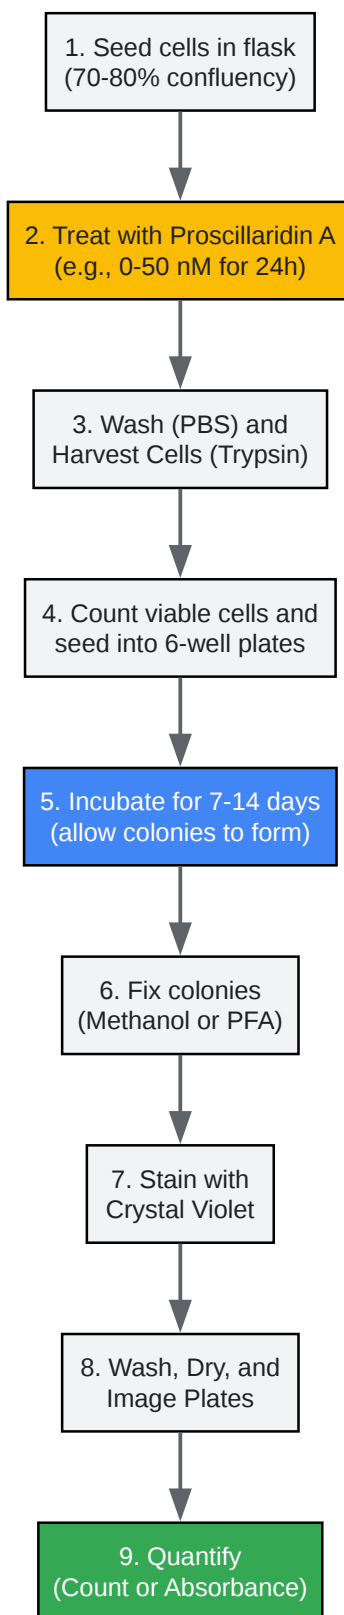 1. Seed cells in flask
(70-80% confluency)
2. Treat with Proscillaridin A
(e.g., 0-50 nM for 24h)
3. Wash (PBS) and
Harvest Cells (Trypsin)
4. Count viable cells and
seed into 6-well plates
5. Incubate for 7-14 days
(allow colonies to form)
6. Fix colonies
(Methanol or PFA)
7. Stain with
Crystal Violet
8. Wash, Dry, and
Image Plates
9. Quantify
(Count or Absorbance)